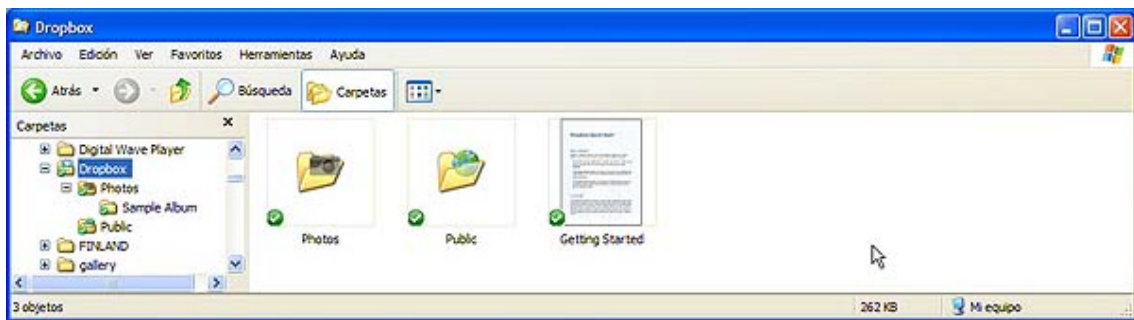 Dropbox
Archivo Edición Ver Favoritos Herramientas Ayuda
Atrás Búsqueda Carpetas
Carpetas
Digital Wave Player
Dropbox
Photos
Sample Album
Public
FINLAND
gallery
Photos Public Getting Started
3 objetos 262 KB Mi equipo